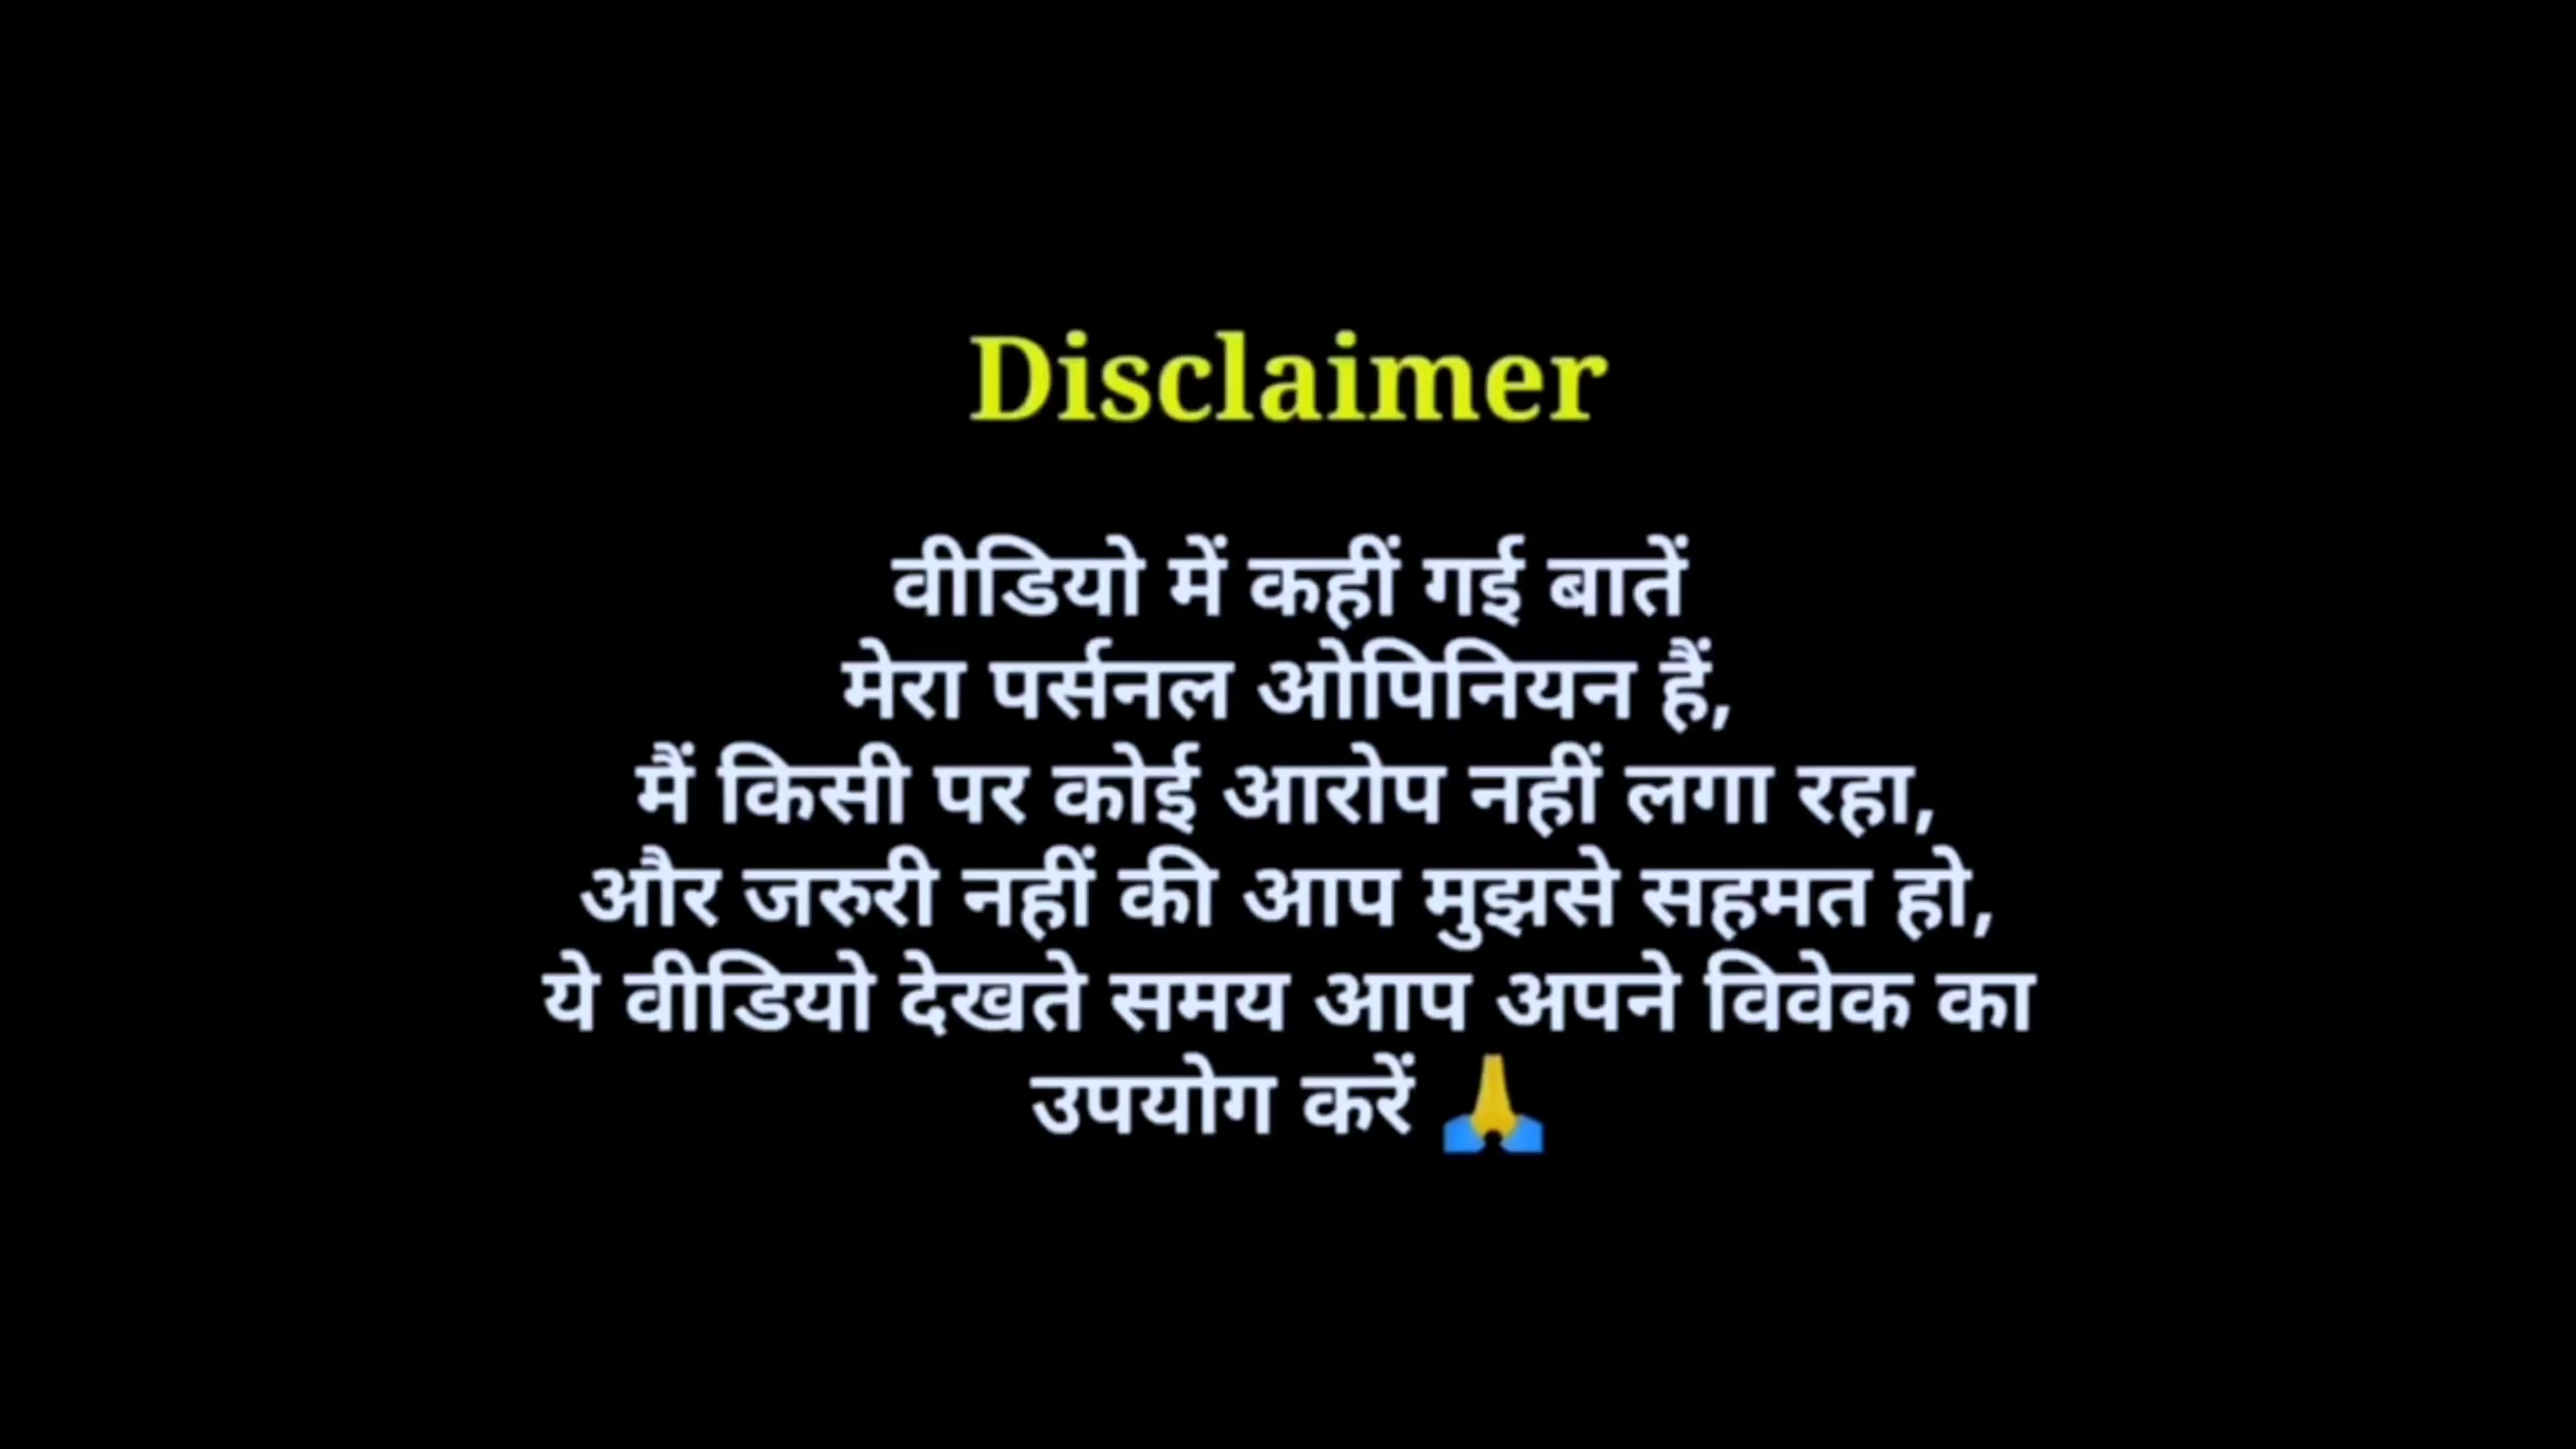 Disclaimer
वीडियो में कहीं गई बातें
मेरा पर्सनल ओपिनियन हैं,
मैं किसी पर कोई आरोप नहीं लगा रहा,
और जरुरी नहीं की आप मुझसे सहमत हो,
ये वीडियो देखते समय आप अपने विवेक का
उपयोग करें 🙏